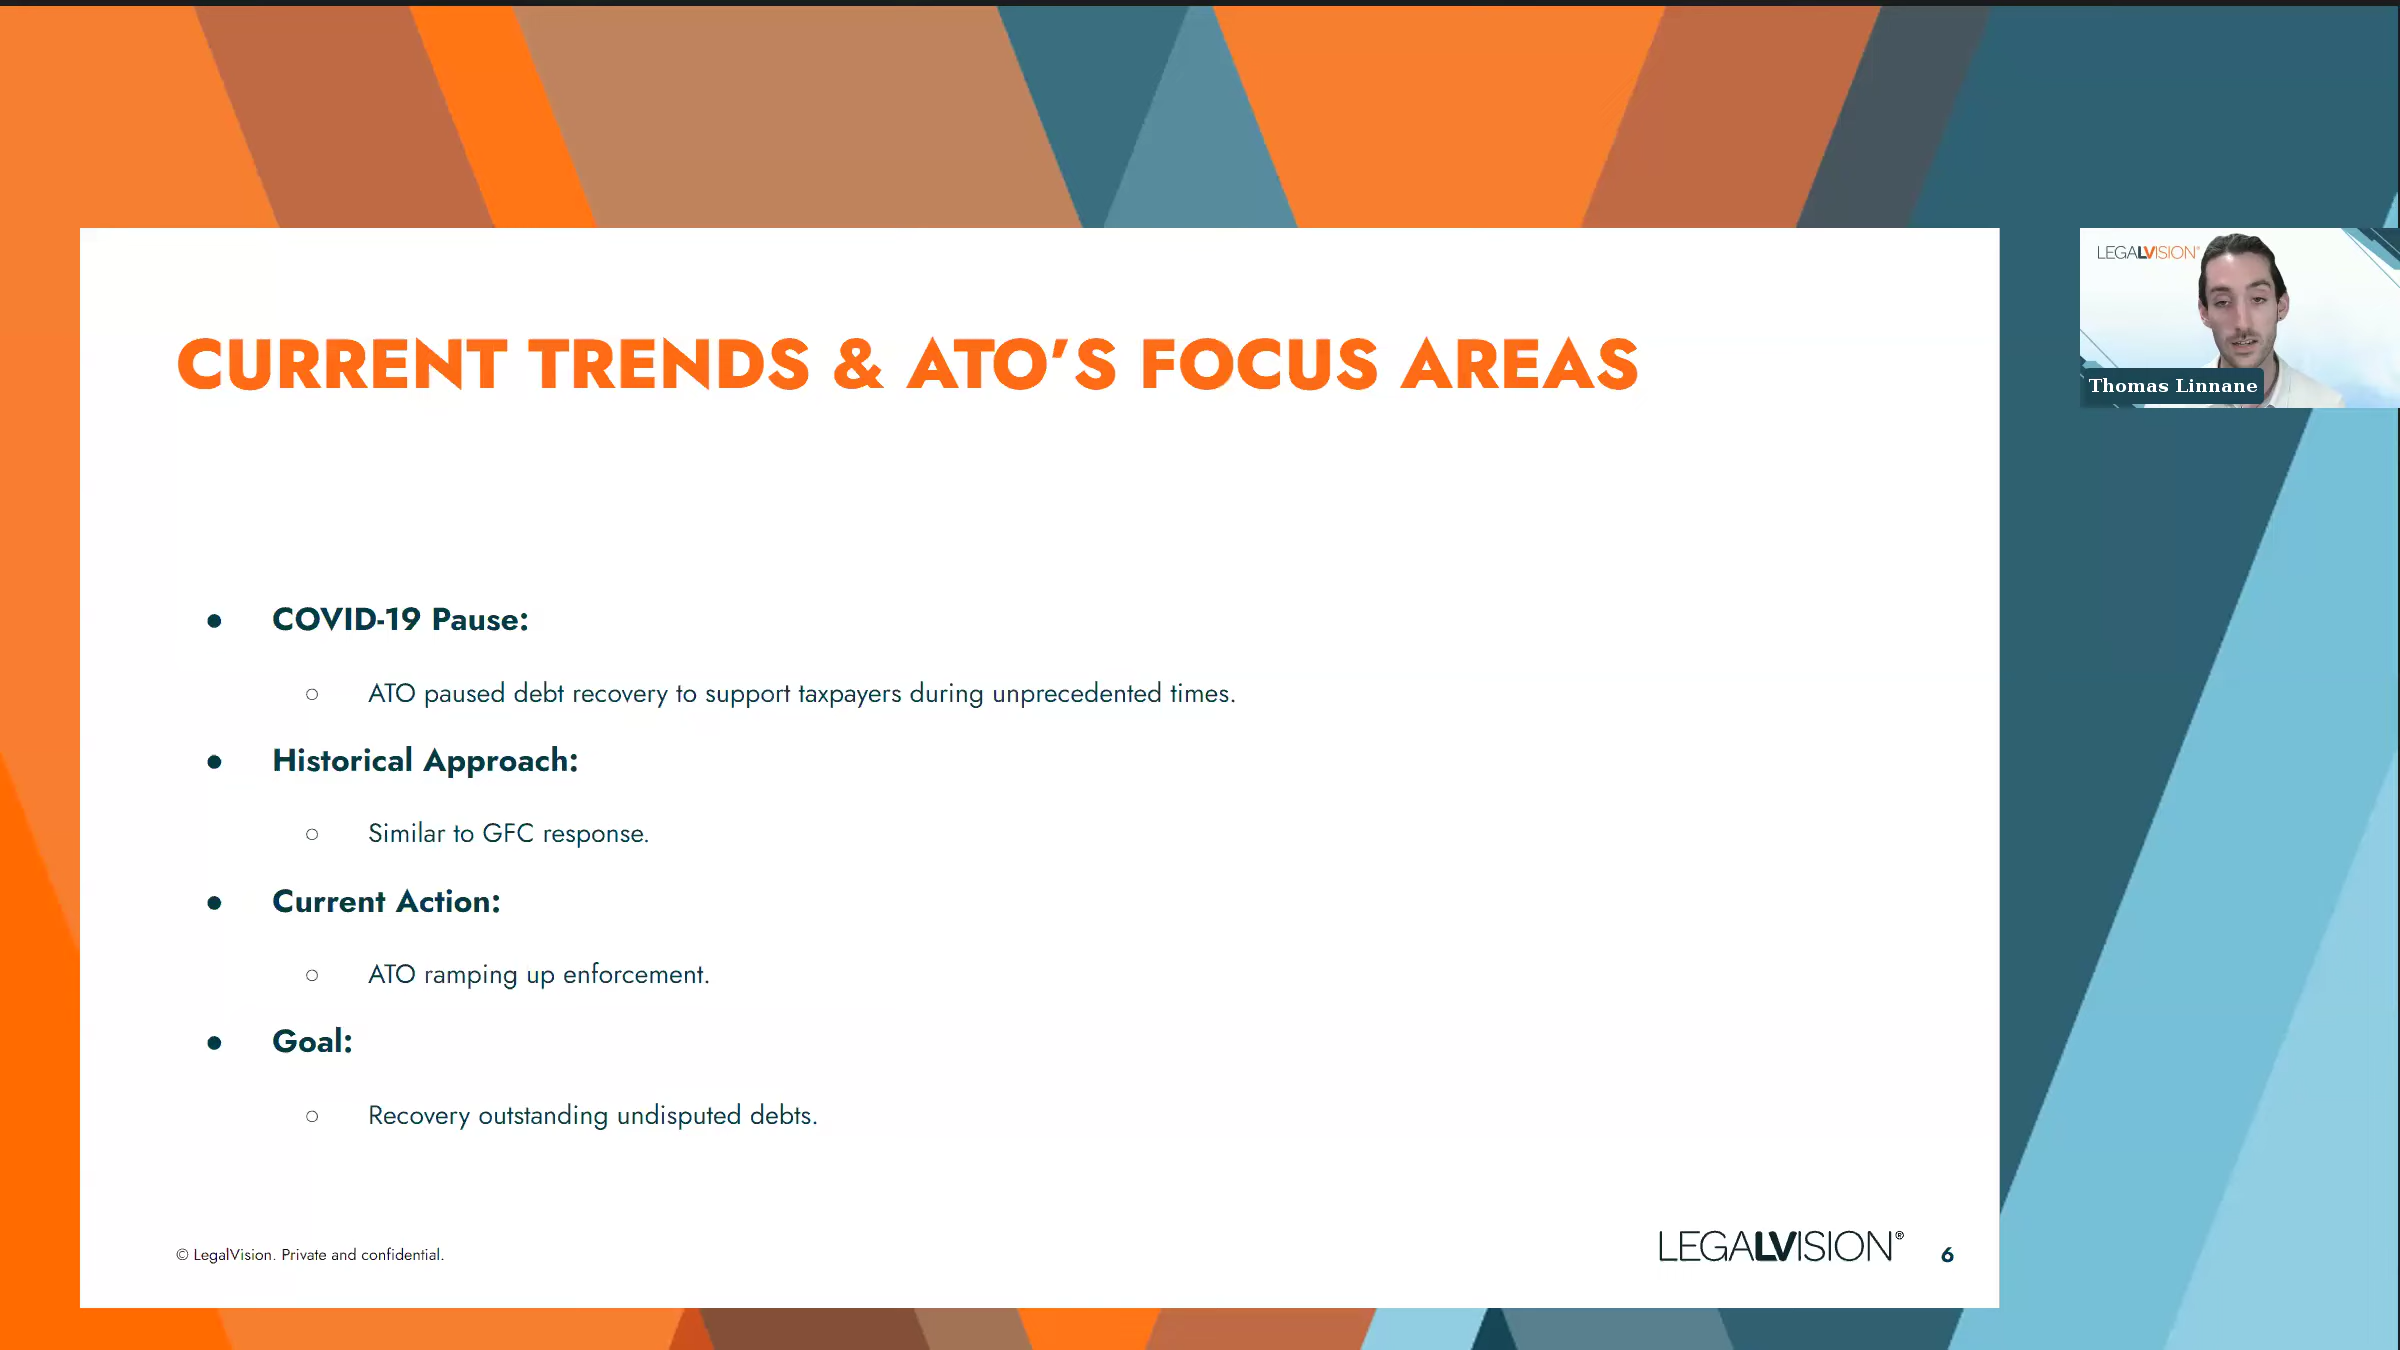 CURRENT TRENDS & ATO’S FOCUS AREAS
LEGALVISION®
Thomas Linnane
● COVID-19 Pause:
○ ATO paused debt recovery to support taxpayers during unprecedented times.
● Historical Approach:
○ Similar to GFC response.
● Current Action:
○ ATO ramping up enforcement.
● Goal:
○ Recovery outstanding undisputed debts.
© LegalVision. Private and confidential.
LEGALVISION®
6